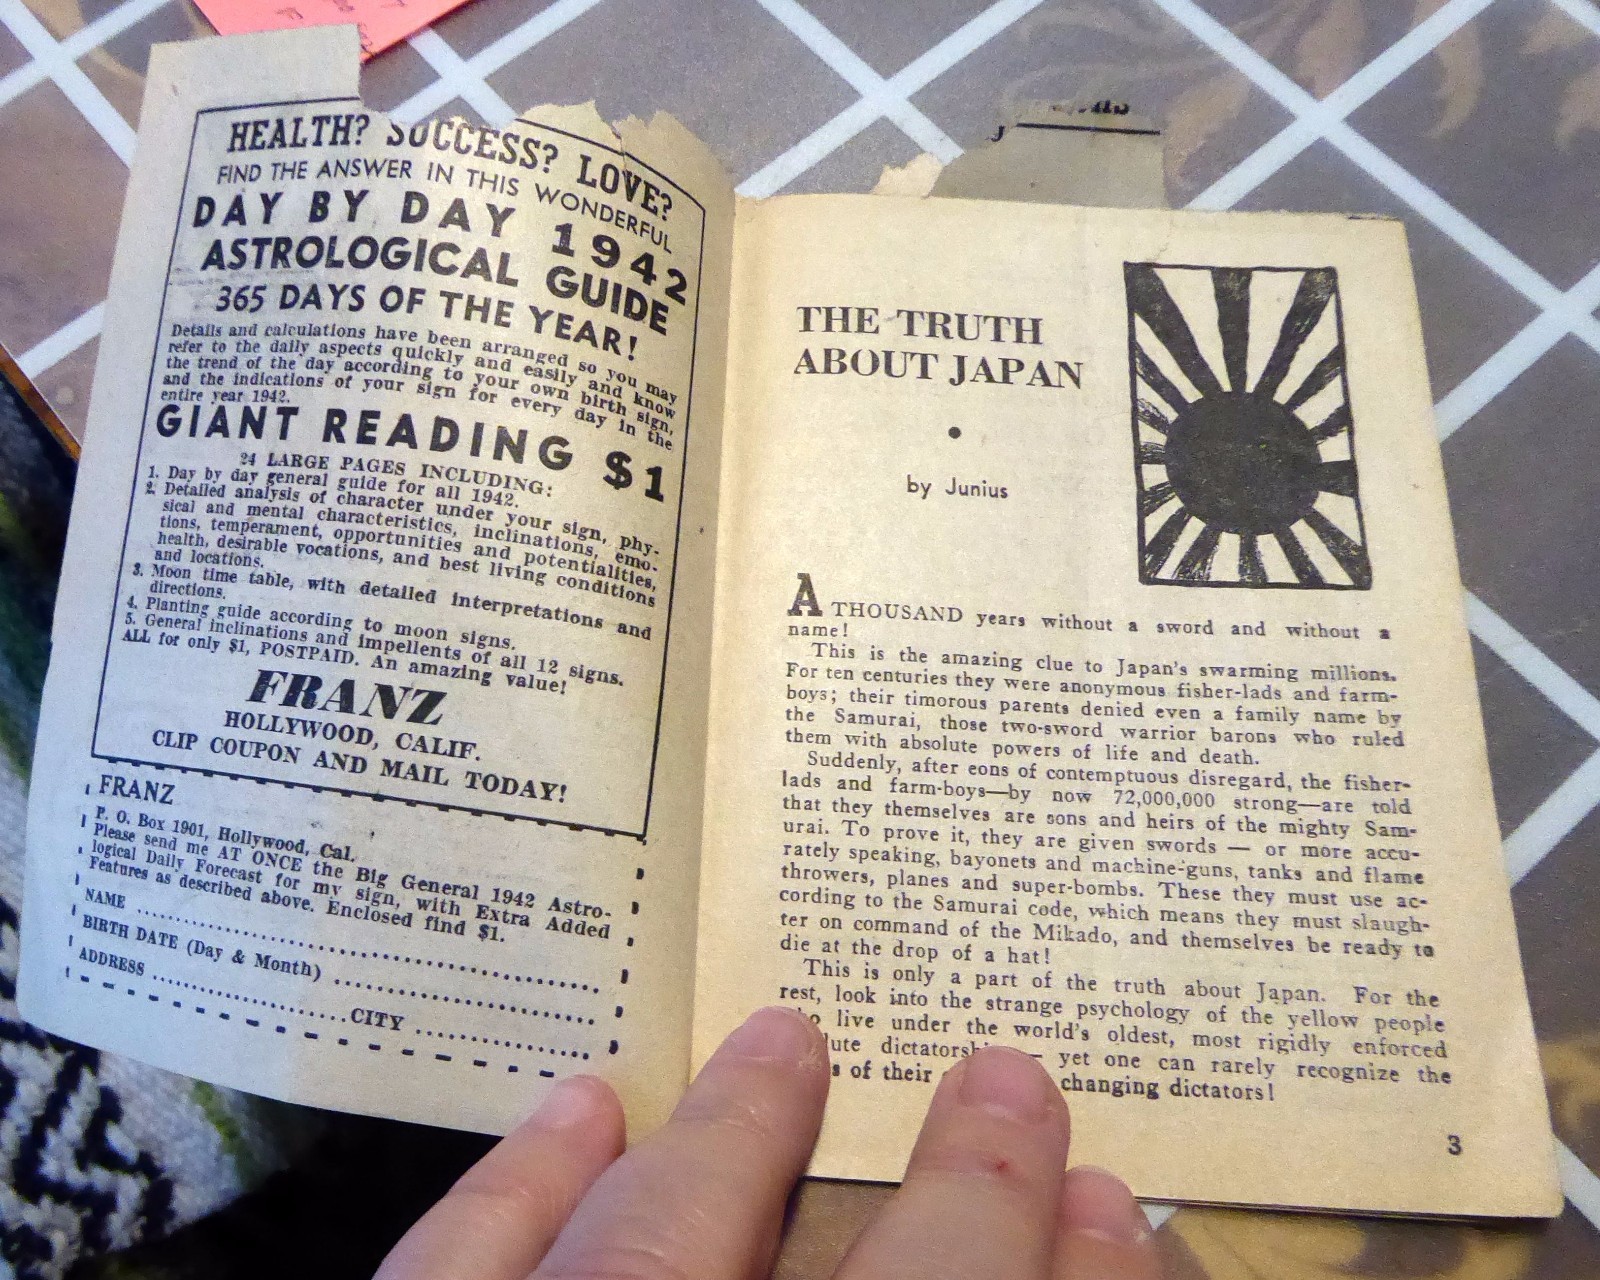 HEALTH? SUCCESS? LOVE?
FIND THE ANSWER IN THIS WONDERFUL
DAY BY DAY 1942
ASTROLOGICAL GUIDE
365 DAYS OF THE YEAR!
Details and calculations have been arranged so you may
refer to the daily aspects quickly and easily and know
the trend of the day according to your own birth sign,
and the indications of your sign for every day in the
entire year 1942.
GIANT READING $1
24 LARGE PAGES INCLUDING:
1. Day by day general guide for all 1942.
2. Detailed analysis of character under your sign, phy-
sical and mental characteristics, inclinations, emo-
tions, temperament, opportunities and potentialities,
health, desirable vocations, and best living conditions
and locations.
3. Moon time table, with detailed interpretations and
directions.
4. Planting guide according to moon signs.
5. General inclinations and impellents of all 12 signs.
ALL for only $1, POSTPAID. An amazing value!
FRANZ
HOLLYWOOD, CALIF.
CLIP COUPON AND MAIL TODAY!
FRANZ
P. O. Box 1901, Hollywood, Cal.
Please send me AT ONCE the Big General 1942 Astro-
logical Daily Forecast for my sign, with Extra Added
Features as described above. Enclosed find $1.
NAME
BIRTH DATE (Day & Month)
ADDRESS
CITY
THE TRUTH
ABOUT JAPAN
•
by Junius
A THOUSAND years without a sword and without a
name!
This is the amazing clue to Japan's swarming millions.
For ten centuries they were anonymous fisher-lads and farm-
boys; their timorous parents denied even a family name by
the Samurai, those two-sword warrior barons who ruled
them with absolute powers of life and death.
Suddenly, after eons of contemptuous disregard, the fisher-
lads and farm-boys—by now 72,000,000 strong—are told
that they themselves are sons and heirs of the mighty Sam-
urai. To prove it, they are given swords — or more accu-
rately speaking, bayonets and machine-guns, tanks and flame
throwers, planes and super-bombs. These they must use ac-
cording to the Samurai code, which means they must slaugh-
ter on command of the Mikado, and themselves be ready to
die at the drop of a hat!
This is only a part of the truth about Japan. For the
rest, look into the strange psychology of the yellow people
live under the world's oldest, most rigidly enforced
— yet one can rarely recognize the
of their changing dictators!
3